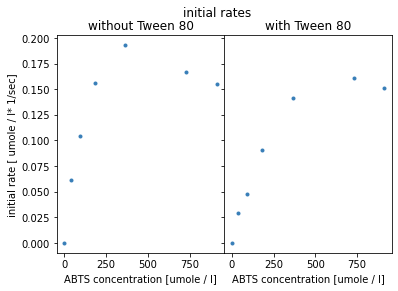 initial rates
without Tween 80
with Tween 80
initial rate [ umole / l* 1/sec]
0.200
0.175
0.150
0.125
0.100
0.075
0.050
0.025
0.000
0 250 500 750
0 250 500 750
ABTS concentration [umole / l]
ABTS concentration [umole / l]